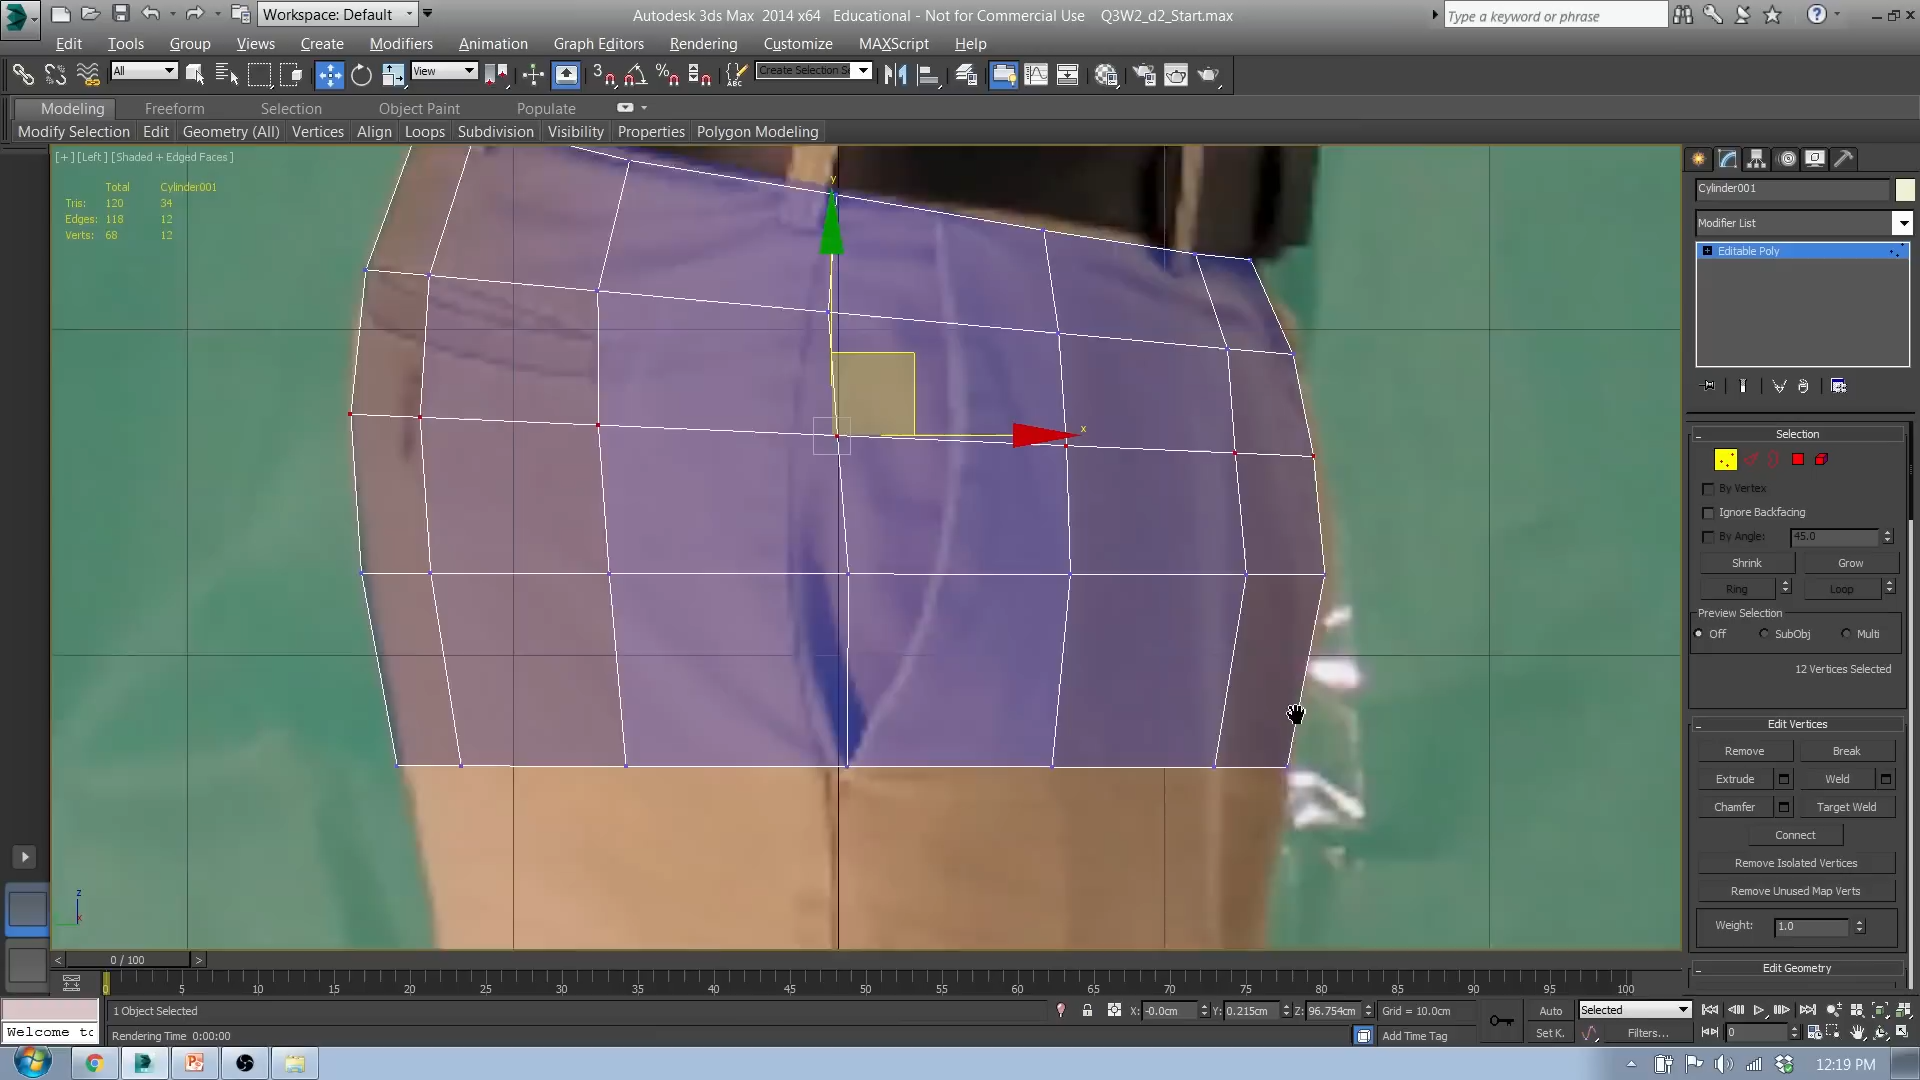 Workspace: Default
Autodesk 3ds Max 2014 x64 Educational - Not for Commercial Use Q3W2_d2_Start.max
Type a keyword or phrase
Edit Tools Group Views Create Modifiers Animation Graph Editors Rendering Customize MAXScript Help
All View 3 Create Selection S
Modeling Freeform Selection Object Paint Populate
Modify Selection Edit Geometry (All) Vertices Align Loops Subdivision Visibility Properties Polygon Modeling
[+] [Left] [Shaded + Edged Faces]
Total Cylinder001
Tris: 120 34
Edges: 118 12
Verts: 68 12
y
x
z
x
Cylinder001
Modifier List
Editable Poly
Selection
By Vertex
Ignore Backfacing
By Angle: 45.0
Shrink Grow
Ring Loop
Preview Selection
Off SubObj Multi
12 Vertices Selected
Edit Vertices
Remove Break
Extrude Weld
Chamfer Target Weld
Connect
Remove Isolated Vertices
Remove Unused Map Verts
Weight: 1.0
Edit Geometry
< 0 / 100 >
0 5 10 15 20 25 30 35 40 45 50 55 60 65 70 75 80 85 90 95 100
1 Object Selected
X: -0.0cm Y: 0.215cm Z: 96.754cm Grid = 10.0cm
Auto Selected
Welcome to
Rendering Time 0:00:00
Add Time Tag
Set K. Filters... 0
12:19 PM